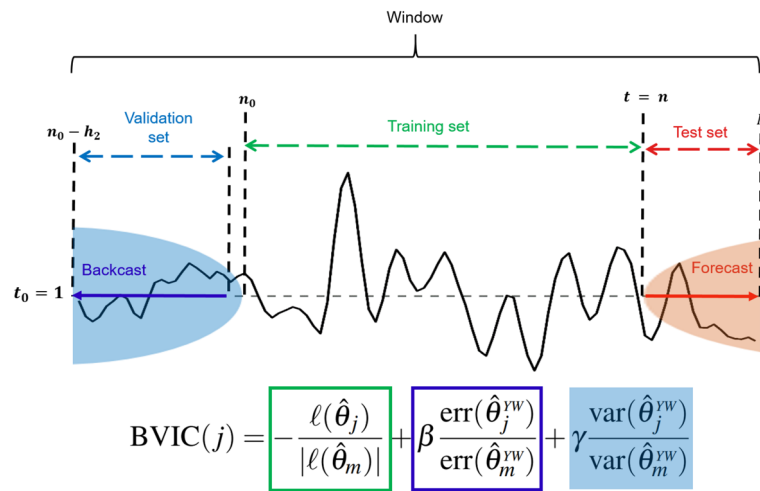 Window
n₀ − h₂
Validation set
n₀
Training set
t = n
Test set
Backcast
Forecast
t₀ = 1
BVIC(j) = −ℓ(θ̂ⱼ)/|ℓ(θ̂ₘ)| + β err(θ̂ⱼ^YW)/err(θ̂ₘ^YW) + γ var(θ̂ⱼ^YW)/var(θ̂ₘ^YW)